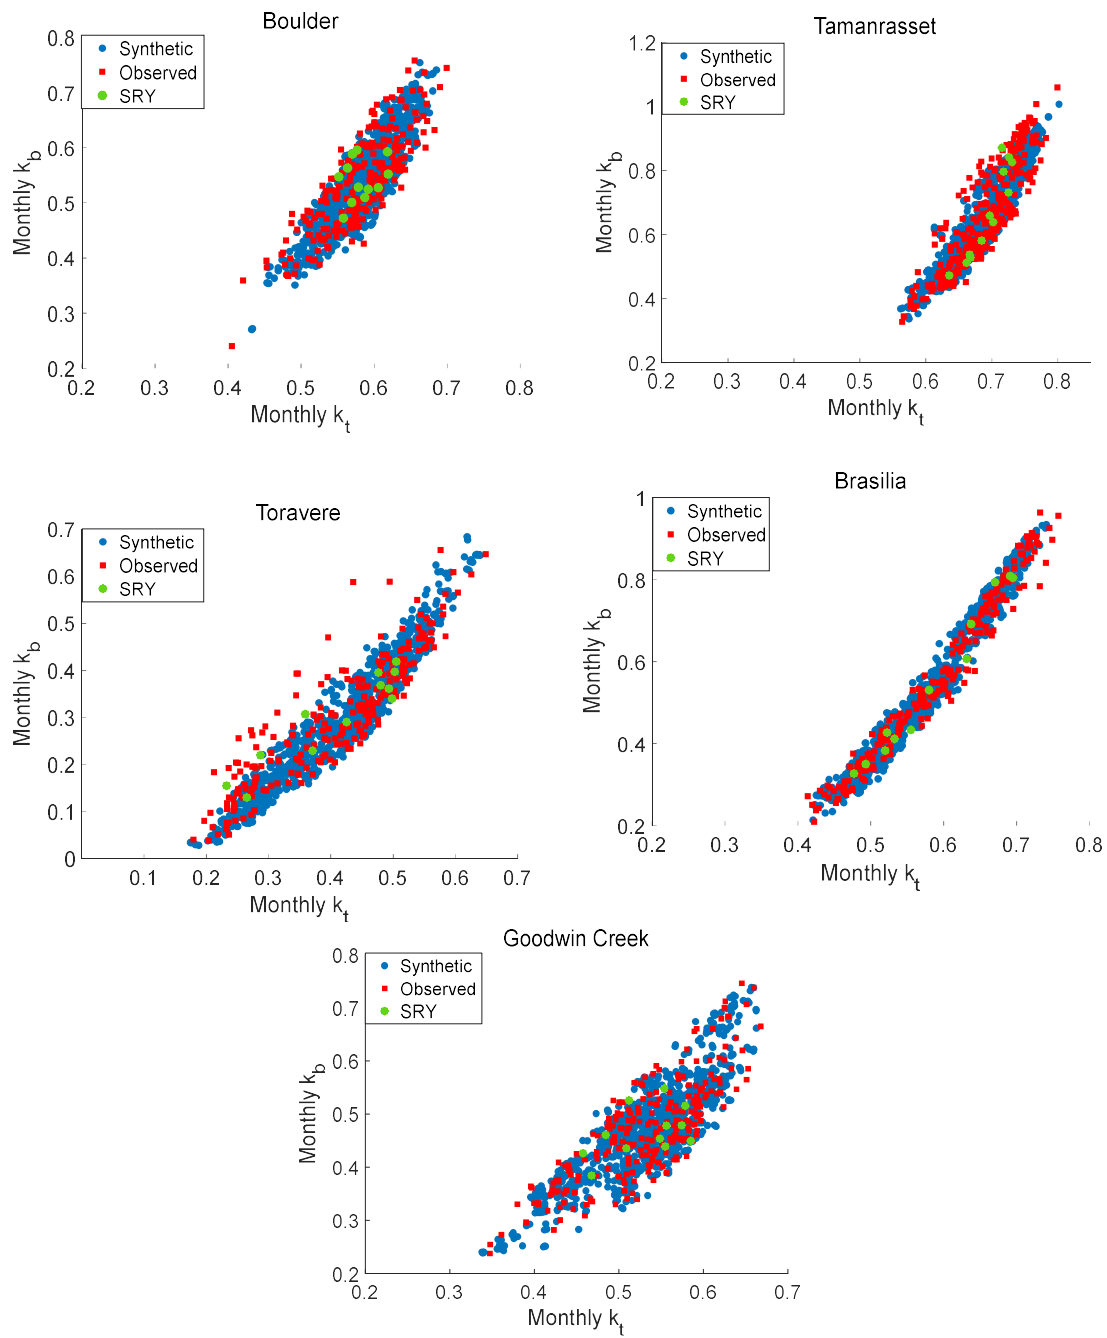 Boulder
0.8
0.7
0.6
0.5
0.4
0.3
0.2
Monthly k_b
Synthetic
Observed
SRY
0.2 0.3 0.4 0.5 0.6 0.7 0.8
Monthly k_t
Tamanrasset
1.2
1
0.8
0.6
0.4
0.2
Monthly k_b
Synthetic
Observed
SRY
0.2 0.3 0.4 0.5 0.6 0.7 0.8
Monthly k_t
Toravere
0.7
0.6
0.5
0.4
0.3
0.2
0.1
0
Monthly k_b
Synthetic
Observed
SRY
0.1 0.2 0.3 0.4 0.5 0.6 0.7
Monthly k_t
Brasilia
1
0.8
0.6
0.4
0.2
Monthly k_b
Synthetic
Observed
SRY
0.2 0.3 0.4 0.5 0.6 0.7 0.8
Monthly k_t
Goodwin Creek
0.8
0.7
0.6
0.5
0.4
0.3
0.2
Monthly k_b
Synthetic
Observed
SRY
0.2 0.3 0.4 0.5 0.6 0.7
Monthly k_t